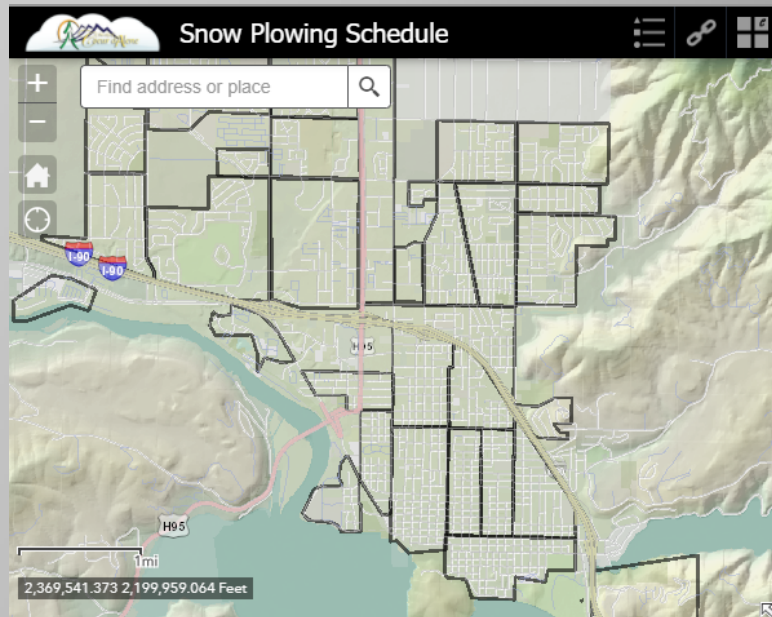 Snow Plowing Schedule
+
Find address or place
−
I-90
I-90
H95
H95
1mi
2,369,541.373 2,199,959.064 Feet